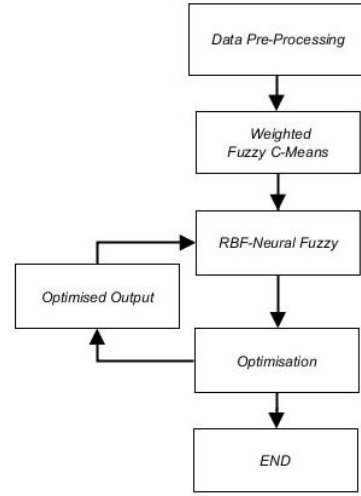 Data Pre-Processing
Weighted
Fuzzy C-Means
RBF-Neural Fuzzy
Optimised Output
Optimisation
END